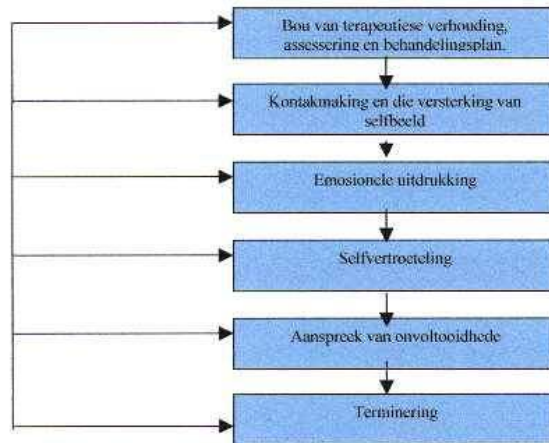 Bou van terapeutiese verhouding,
assessering en behandelingsplan.
Kontakmaking en die versterking van
selfbeeld
Emosionele uitdrukking
Selfvertroeteling
Aanspreek van onvoltooidhede
Terminering